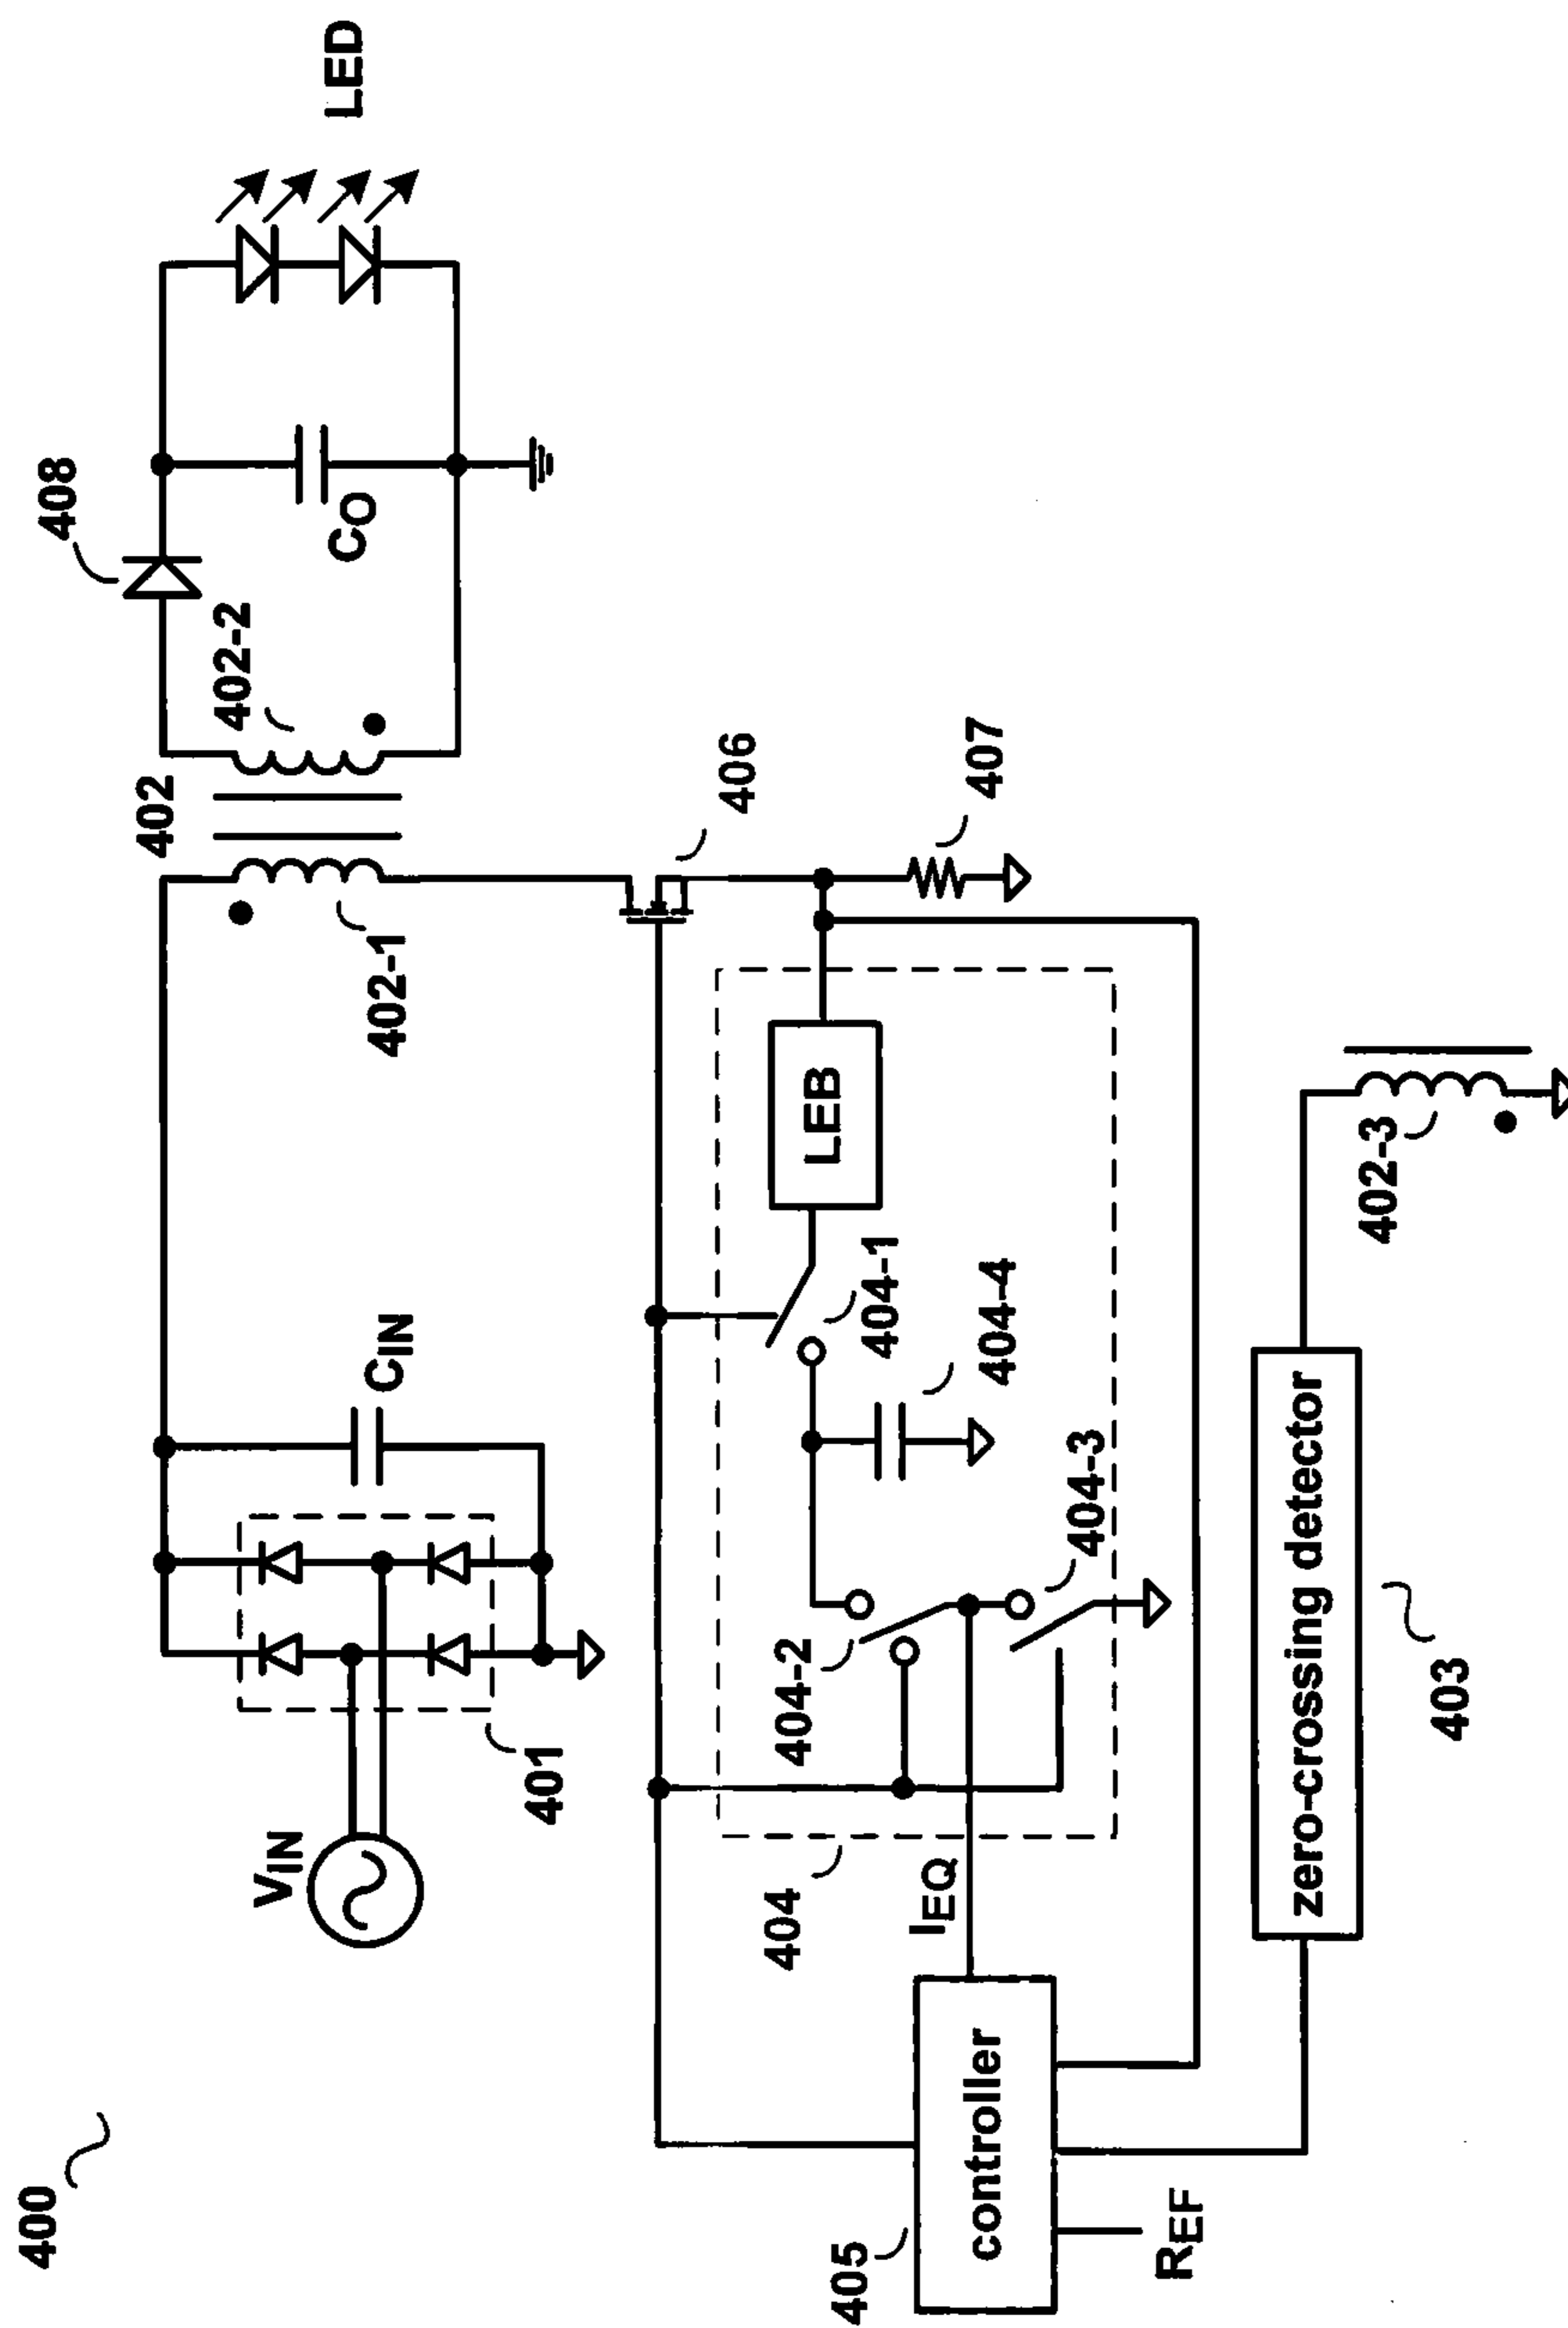 400
VIN
401
CIN
402
402-1
402-2
408
CO
LED
406
407
LEB
404-1
404-4
404-2
404-3
404
IEQ
405
controller
REF
zero-crossing detector
403
402-3